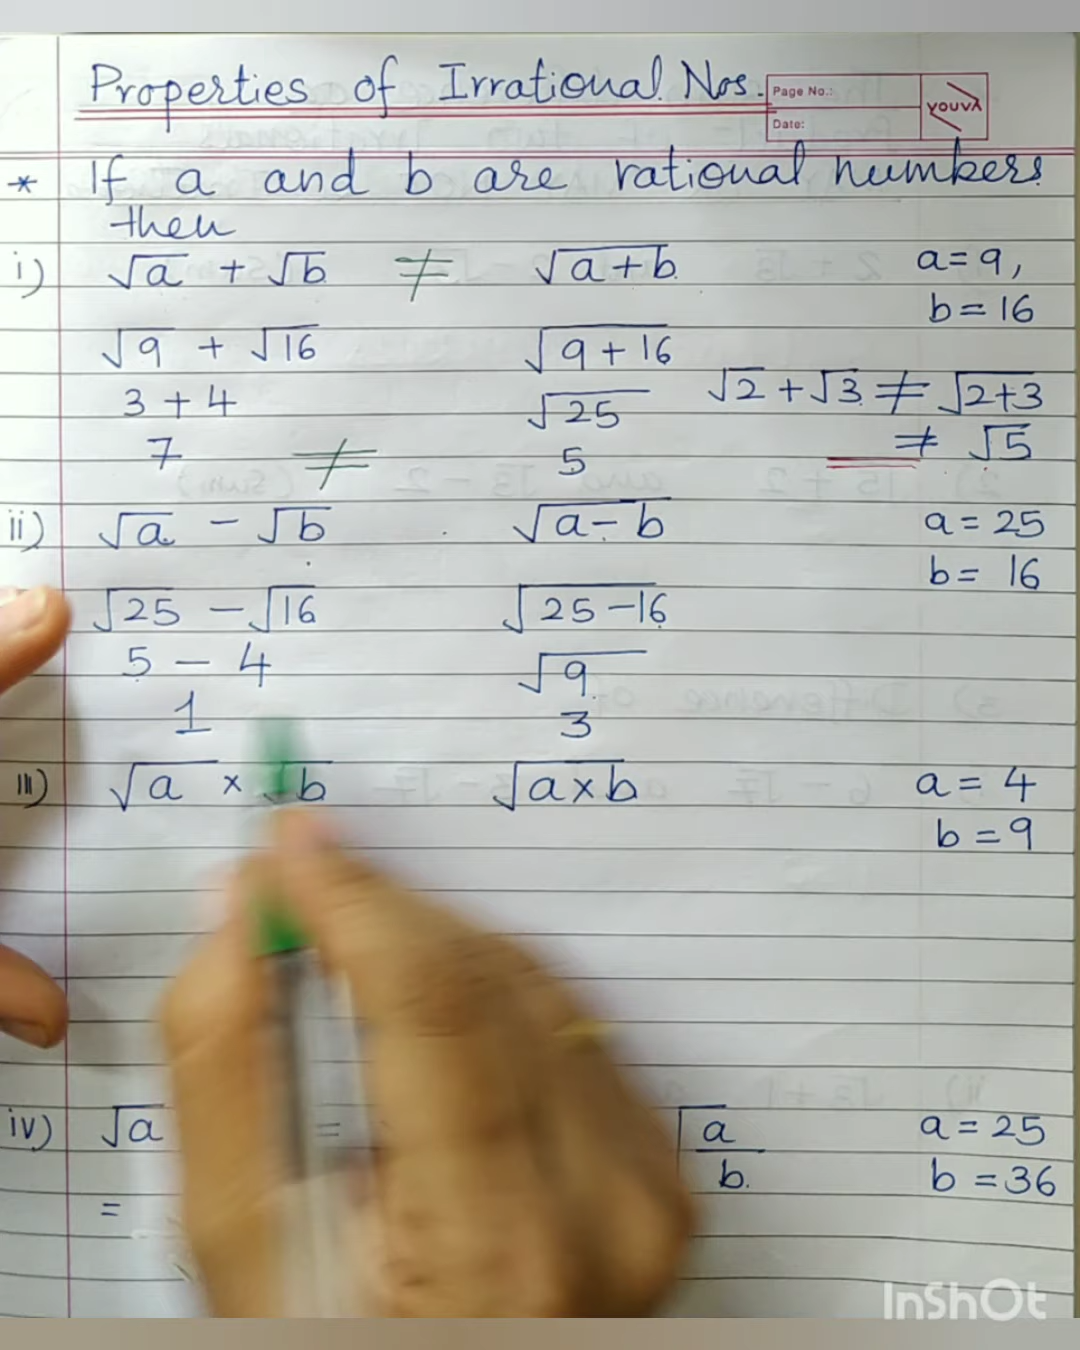 Properties of Irrational Nos.
Page No.:
Date:
YOUVA
* If a and b are rational numbers
then
i) √a + √b ≠ √a+b a=9,
b=16
√9 + √16 √9+16
3+4 √25 √2+√3 ≠ √2+3
7 ≠ 5 ≠ √5
ii) √a - √b √a-b a=25
b= 16
√25 - √16 √25-16
5 - 4 √9
1 3
iii) √a × √b √a×b a=4
b=9
iv) √a = √a/b a=25
= b=36
InShOt